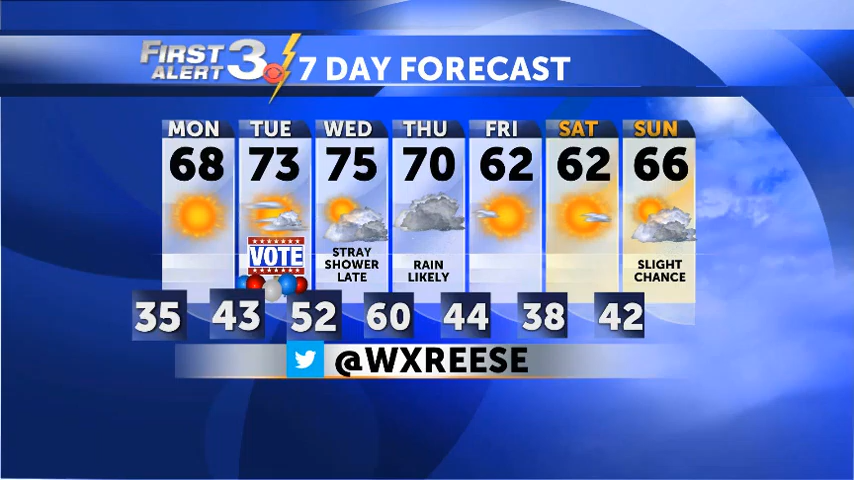 FIRST ALERT 3 7 DAY FORECAST
MON TUE WED THU FRI SAT SUN
68 73 75 70 62 62 66
VOTE
STRAY SHOWER LATE
RAIN LIKELY
SLIGHT CHANCE
35 43 52 60 44 38 42
@WXREESE